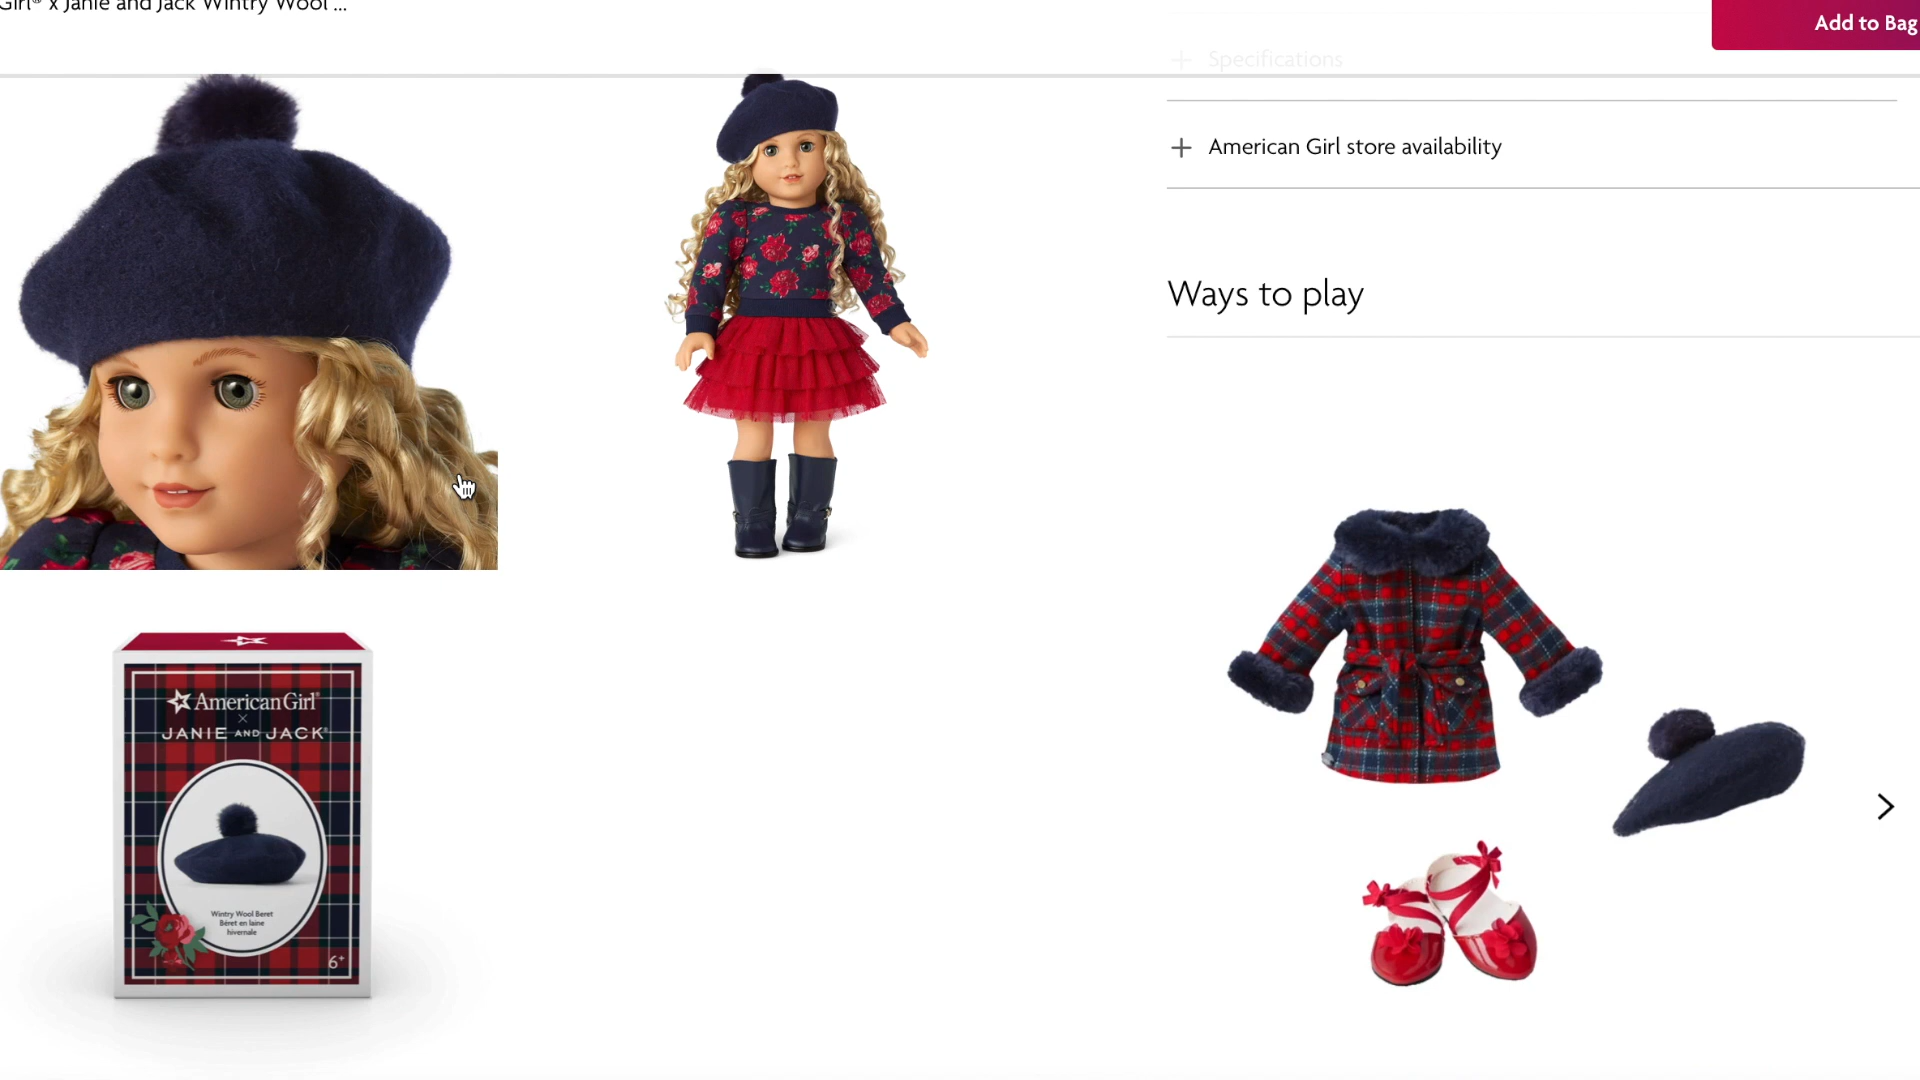 Girl® x Janie and Jack Wintry Wool ...
Add to Bag
Specifications
American Girl store availability
Ways to play
American Girl®
×
JANIE AND JACK®
Wintry Wool Beret
Béret en laine
hivernale
6+